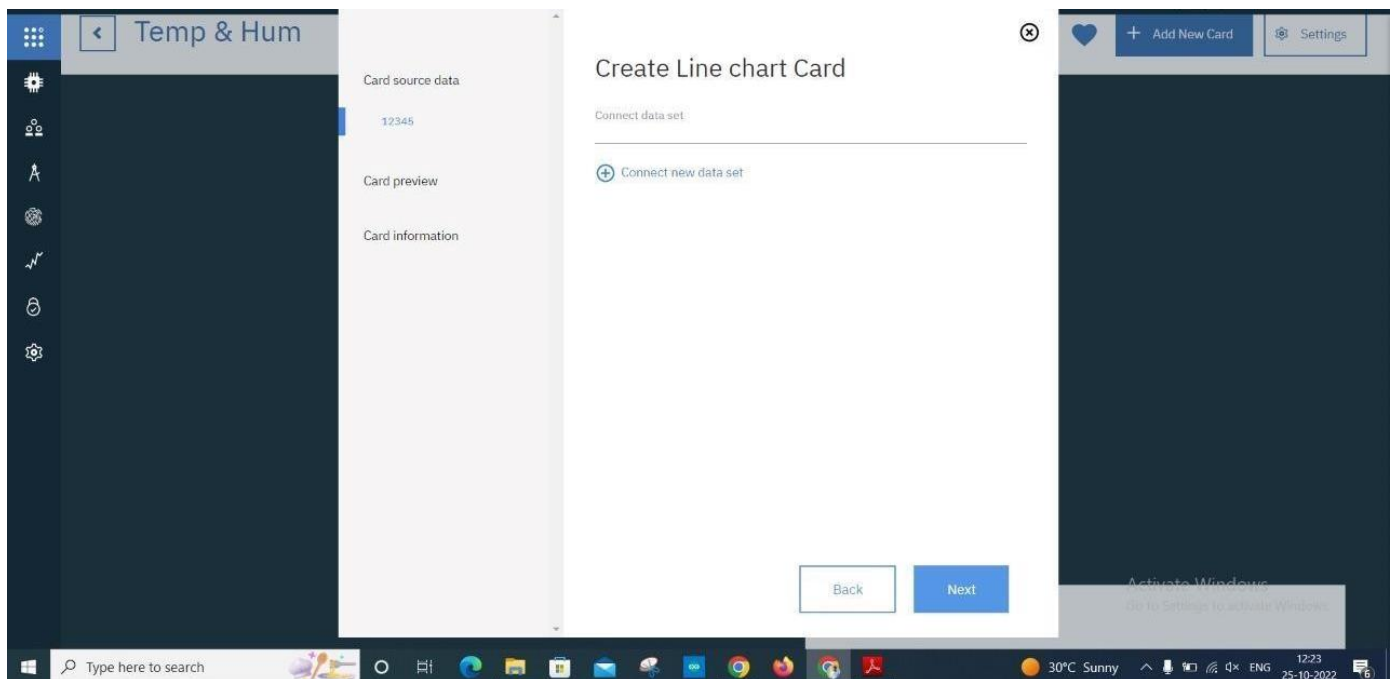 Temp & Hum
Add New Card
Settings
Card source data
12345
Card preview
Card information
Create Line chart Card
Connect data set
Connect new data set
Back
Next
Activate Windows
Go to Settings to activate Windows.
Type here to search
30°C Sunny
ENG
12:23
25-10-2022
6